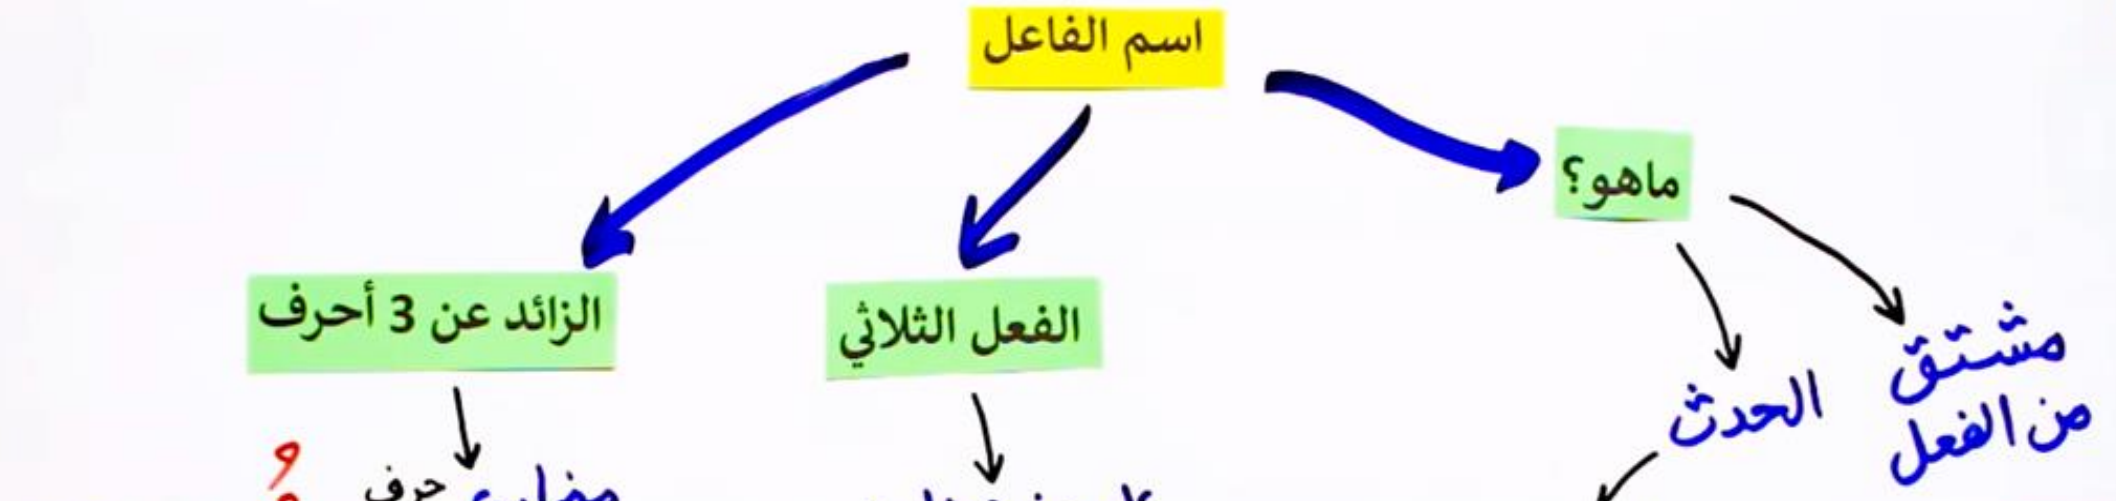 اسم الفاعل
ماهو؟
مشتق
من الفعل
الحدث
الفعل الثلاثي
الزائد عن 3 أحرف
حرف